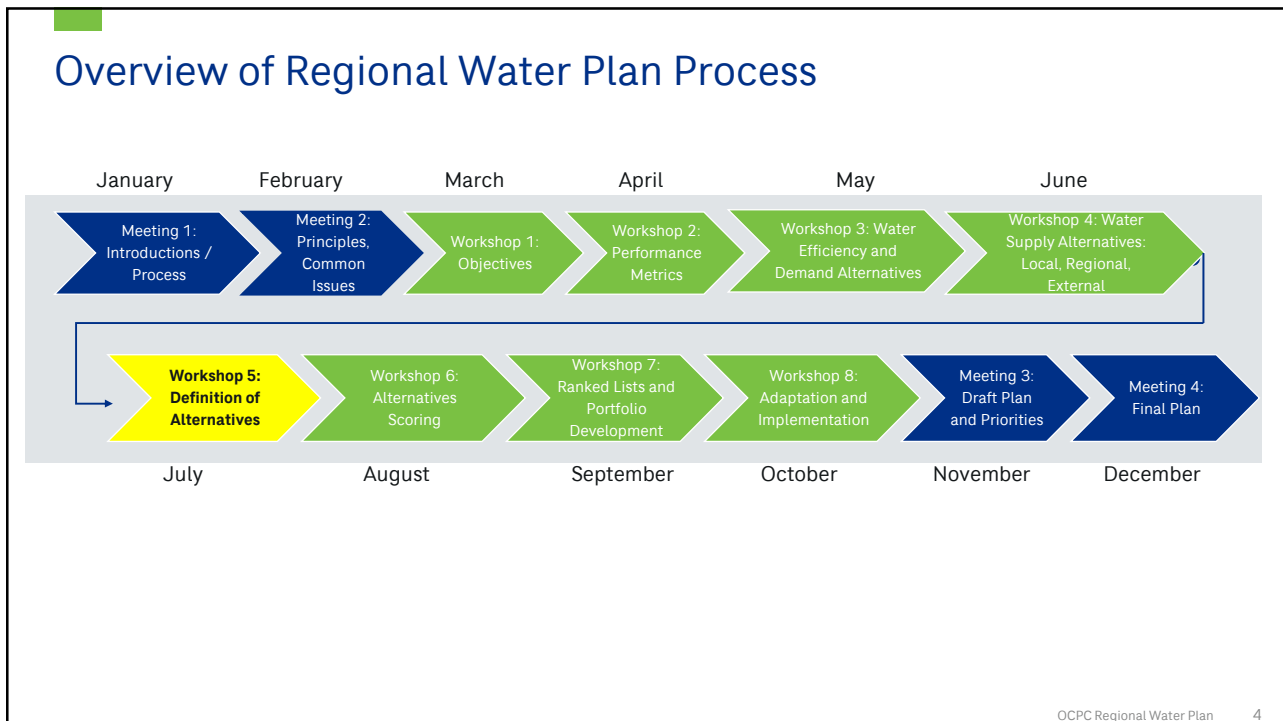 Overview of Regional Water Plan Process
January
February
March
April
May
June
Meeting 1:
Introductions /
Process
Meeting 2:
Principles,
Common
Issues
Workshop 1:
Objectives
Workshop 2:
Performance
Metrics
Workshop 3: Water
Efficiency and
Demand Alternatives
Workshop 4: Water
Supply Alternatives:
Local, Regional,
External
Workshop 5:
Definition of
Alternatives
Workshop 6:
Alternatives
Scoring
Workshop 7:
Ranked Lists and
Portfolio
Development
Workshop 8:
Adaptation and
Implementation
Meeting 3:
Draft Plan
and Priorities
Meeting 4:
Final Plan
July
August
September
October
November
December
OCPC Regional Water Plan 4